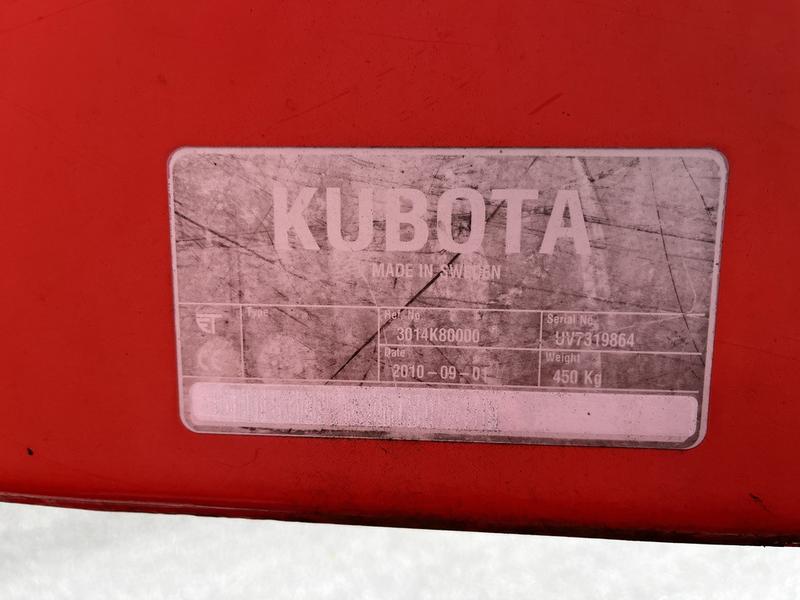 KUBOTA
MADE IN SWEDEN
Type
Ref. No.
Serial No
3014K80000
UV7319864
Date
Weight
2010-09-01
450 Kg